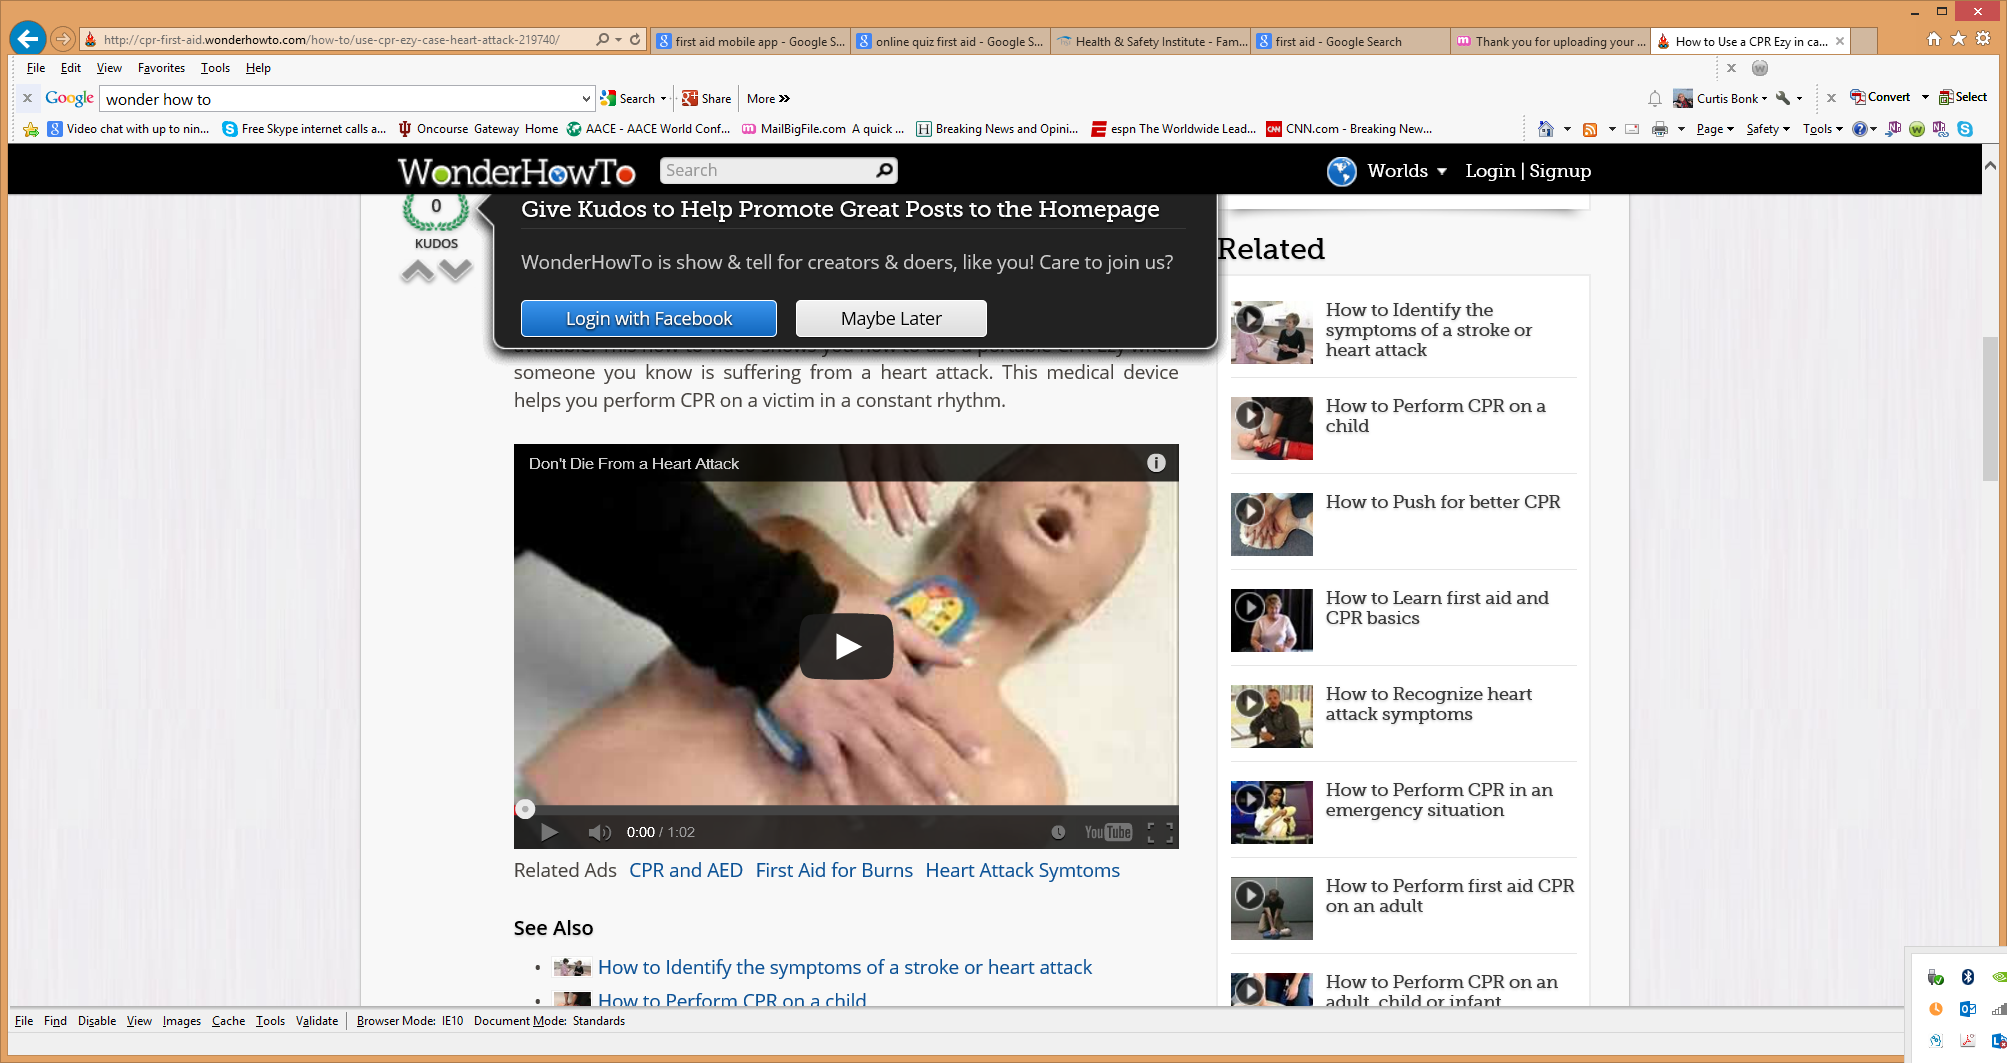 http://cpr-first-aid.wonderhowto.com/how-to/use-cpr-ezy-case-heart-attack-219740/
first aid mobile app - Google S...
online quiz first aid - Google S...
Health & Safety Institute - Fam...
first aid - Google Search
Thank you for uploading your ...
How to Use a CPR Ezy in ca...
File Edit View Favorites Tools Help
Google wonder how to Search Share More »
Curtis Bonk Convert Select
Video chat with up to nin...
Free Skype internet calls a...
Oncourse Gateway Home
AACE - AACE World Conf...
MailBigFile.com A quick ...
Breaking News and Opini...
espn The Worldwide Lead...
CNN.com - Breaking New...
Page Safety Tools
WonderHowTo Search Worlds Login | Signup
0
KUDOS
Give Kudos to Help Promote Great Posts to the Homepage
WonderHowTo is show & tell for creators & doers, like you! Care to join us?
Login with Facebook Maybe Later
someone you know is suffering from a heart attack. This medical device
helps you perform CPR on a victim in a constant rhythm.
Don't Die From a Heart Attack
0:00 / 1:02 YouTube
Related Ads CPR and AED First Aid for Burns Heart Attack Symtoms
See Also
• How to Identify the symptoms of a stroke or heart attack
• How to Perform CPR on a child
Related
How to Identify the
symptoms of a stroke or
heart attack
How to Perform CPR on a
child
How to Push for better CPR
How to Learn first aid and
CPR basics
How to Recognize heart
attack symptoms
How to Perform CPR in an
emergency situation
How to Perform first aid CPR
on an adult
How to Perform CPR on an
adult, child or infant
File Find Disable View Images Cache Tools Validate Browser Mode: IE10 Document Mode: Standards